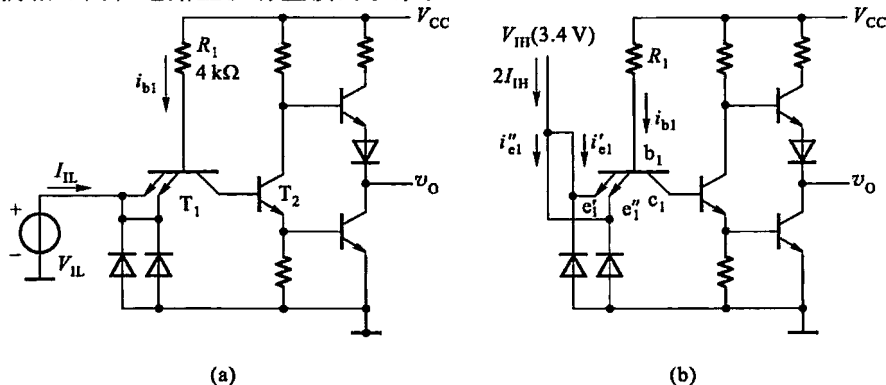 V_CC
R_1
4 kΩ
i_b1
I_IL
T_1
T_2
v_O
+
−
V_IL
(a)
V_CC
V_IH(3.4 V)
R_1
2I_IH
i_b1
i″_e1
i′_e1
b_1
e′_1
e″_1
c_1
v_O
(b)